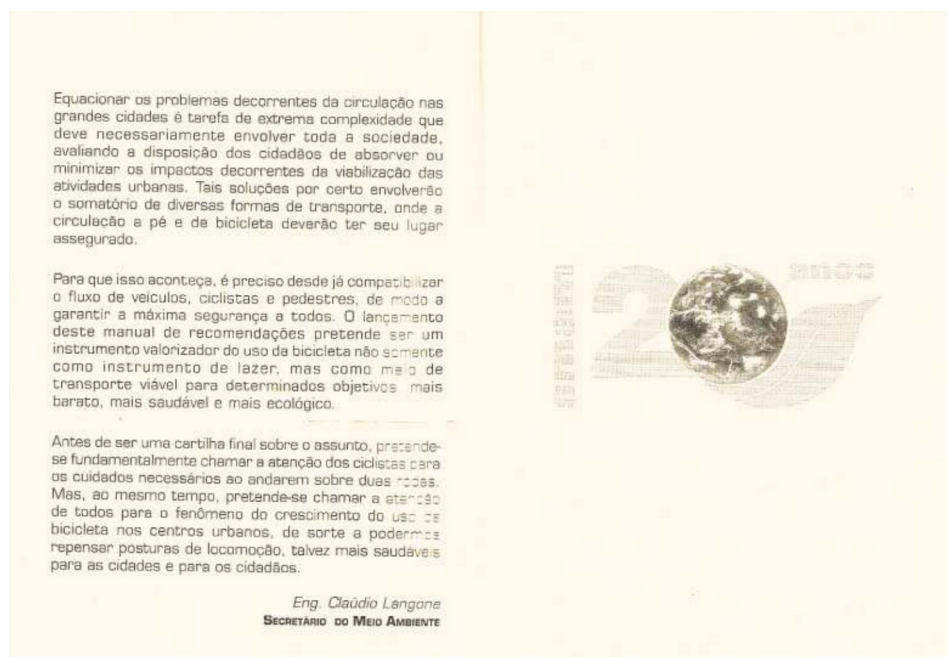 Equacionar os problemas decorrentes da circulação nas
grandes cidades é tarefa de extrema complexidade que
deve necessariamente envolver toda a sociedade,
avaliando a disposição dos cidadãos de absorver ou
minimizar os impactos decorrentes da viabilização das
atividades urbanas. Tais soluções por certo envolverão
o somatório de diversas formas de transporte, onde a
circulação a pé e de bicicleta deverão ter seu lugar
assegurado.
Para que isso aconteça, é preciso desde já compatibilizar
o fluxo de veículos, ciclistas e pedestres, de modo a
garantir a máxima segurança a todos. O lançamento
deste manual de recomendações pretende ser um
instrumento valorizador do uso da bicicleta não somente
como instrumento de lazer, mas como meio de
transporte viável para determinados objetivos mais
barato, mais saudável e mais ecológico.
Antes de ser uma cartilha final sobre o assunto, pretende-
se fundamentalmente chamar a atenção dos ciclistas para
os cuidados necessários ao andarem sobre duas rodas.
Mas, ao mesmo tempo, pretende-se chamar a atenção
de todos para o fenômeno do crescimento do uso da
bicicleta nos centros urbanos, de sorte a podermos
repensar posturas de locomoção, talvez mais saudáveis
para as cidades e para os cidadãos.
Eng. Claúdio Langone
SECRETÁRIO DO MEIO AMBIENTE
20